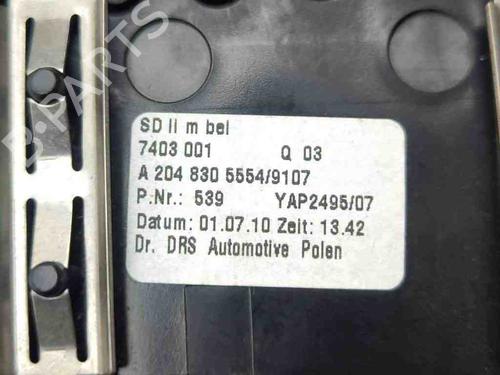 B-PARTS
SD li m bel
7403 001 Q 03
A 204 830 5554/9107
P.Nr.: 539 YAP2495/07
Datum: 01.07.10 Zeit: 13.42
Dr. DRS Automotive Polen